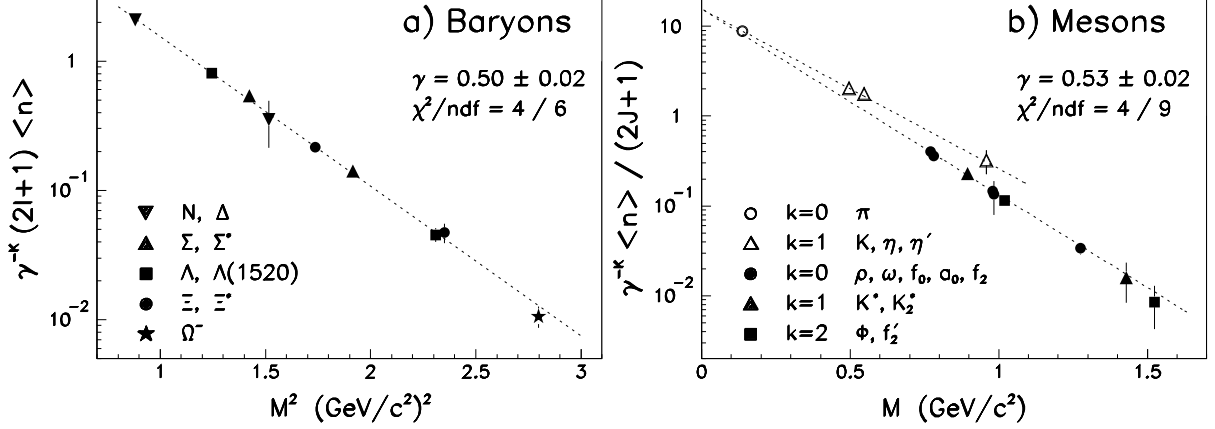 a) Baryons
γ = 0.50 ± 0.02
χ²/ndf = 4 / 6
γ⁻ᵏ (2I+1) <n>
1
10⁻¹
10⁻²
N, Δ
Σ, Σ*
Λ, Λ(1520)
Ξ, Ξ*
Ω⁻
1
1.5
2
2.5
3
M² (GeV/c²)²
b) Mesons
γ = 0.53 ± 0.02
χ²/ndf = 4 / 9
γ⁻ᵏ <n> / (2J+1)
10
1
10⁻¹
10⁻²
k=0 π
k=1 K, η, η′
k=0 ρ, ω, f₀, a₀, f₂
k=1 K*, K₂*
k=2 Φ, f₂′
0
0.5
1
1.5
M (GeV/c²)